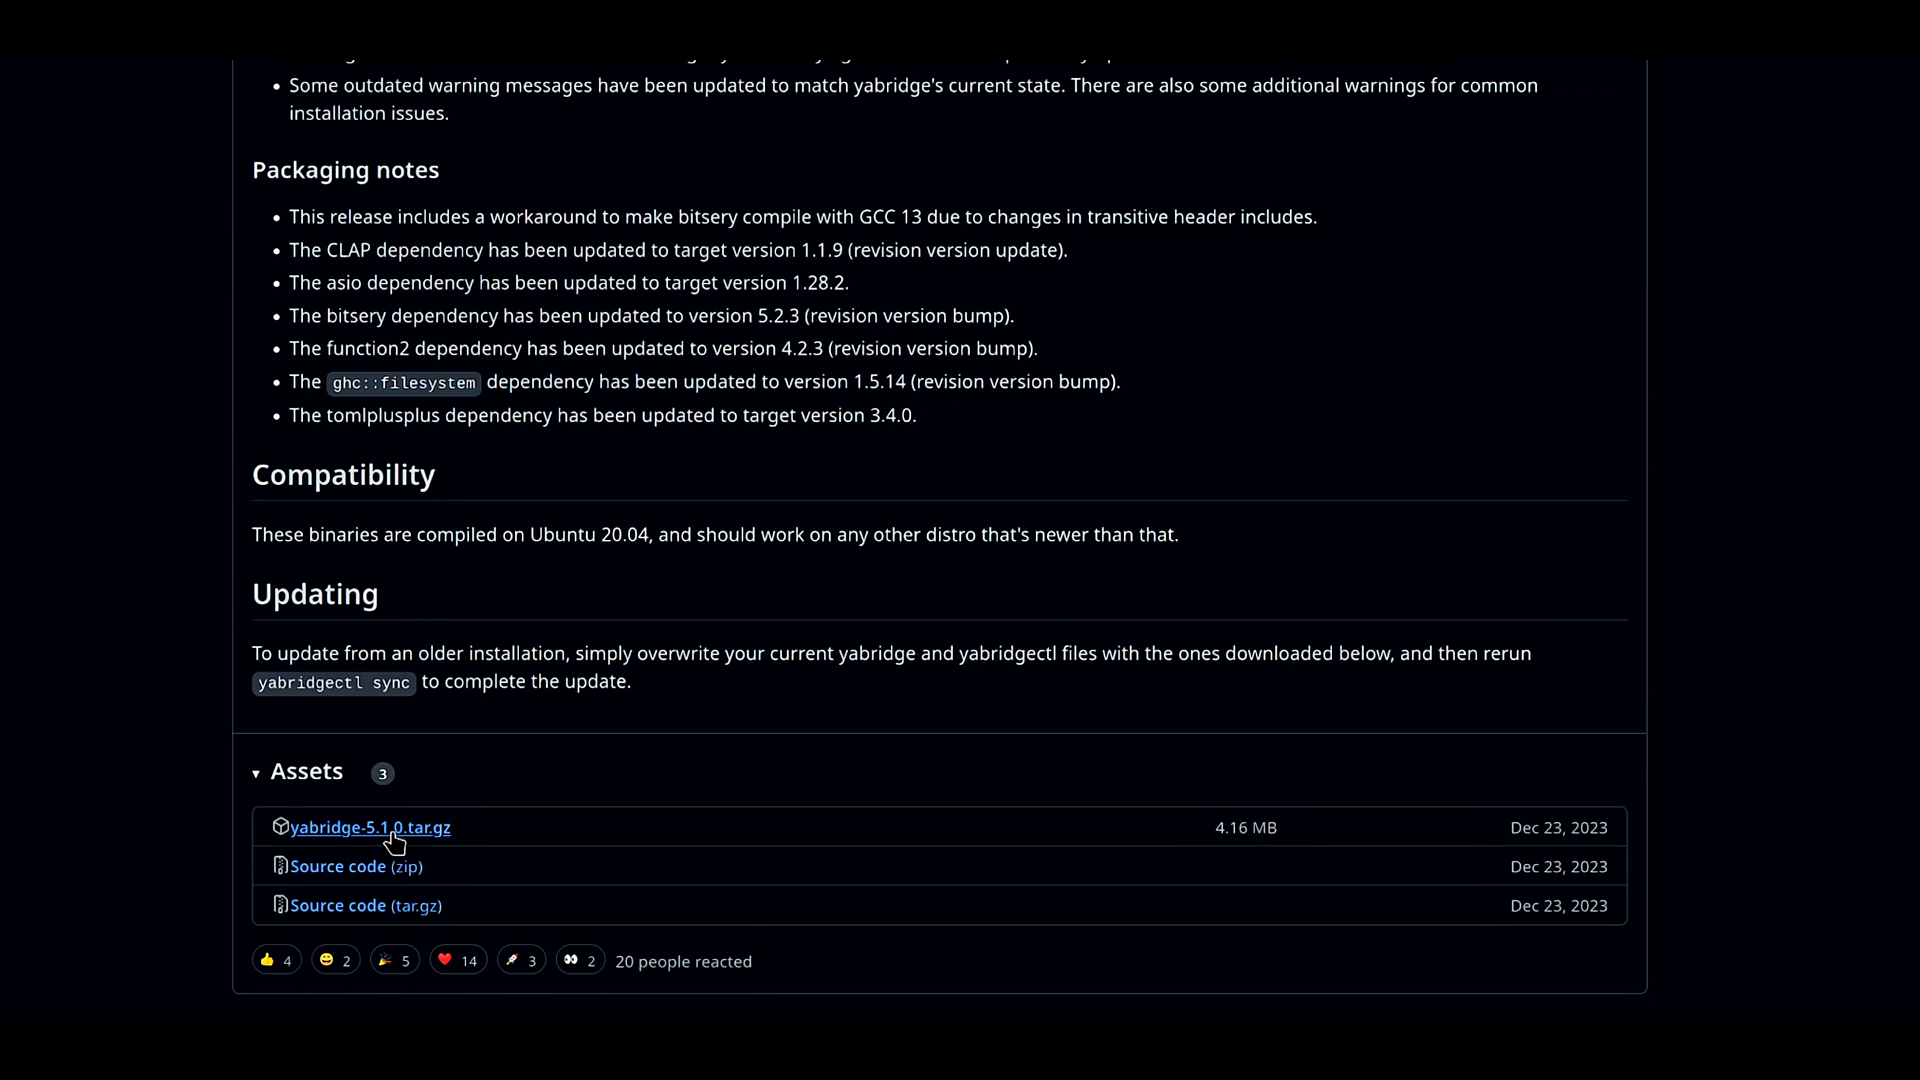 Some outdated warning messages have been updated to match yabridge's current state. There are also some additional warnings for common
installation issues.
Packaging notes
This release includes a workaround to make bitsery compile with GCC 13 due to changes in transitive header includes.
The CLAP dependency has been updated to target version 1.1.9 (revision version update).
The asio dependency has been updated to target version 1.28.2.
The bitsery dependency has been updated to version 5.2.3 (revision version bump).
The function2 dependency has been updated to version 4.2.3 (revision version bump).
The ghc::filesystem dependency has been updated to version 1.5.14 (revision version bump).
The tomlplusplus dependency has been updated to target version 3.4.0.
Compatibility
These binaries are compiled on Ubuntu 20.04, and should work on any other distro that's newer than that.
Updating
To update from an older installation, simply overwrite your current yabridge and yabridgectl files with the ones downloaded below, and then rerun
yabridgectl sync to complete the update.
Assets 3
yabridge-5.1.0.tar.gz 4.16 MB Dec 23, 2023
Source code (zip) Dec 23, 2023
Source code (tar.gz) Dec 23, 2023
👍 4 😄 2 🎉 5 ❤️ 14 🚀 3 👀 2 20 people reacted